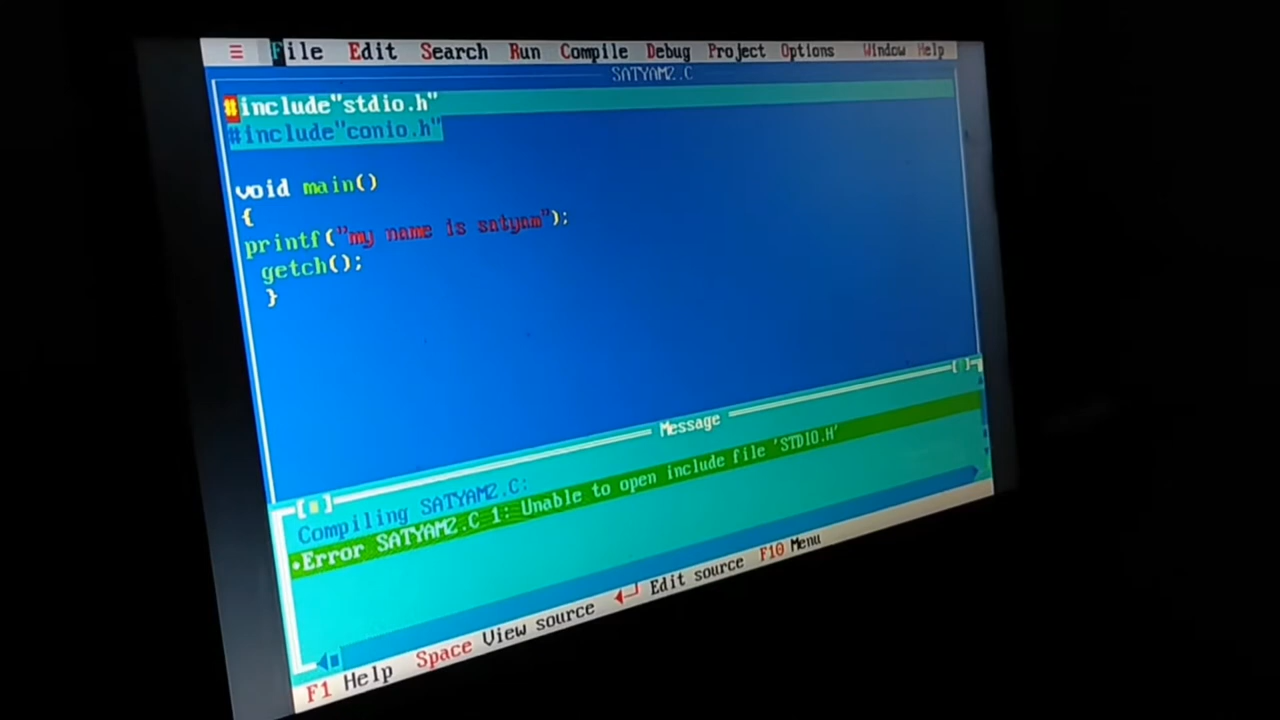 ≡ File Edit Search Run Compile Debug Project Options Window Help
SATYAM2.C
#include"stdio.h"
#include"conio.h"
void main()
{
printf("my name is satyam");
getch();
}
Message
Compiling SATYAM2.C:
•Error SATYAM2.C 1: Unable to open include file 'STDIO.H'
F1 Help Space View source ◄┘ Edit source F10 Menu